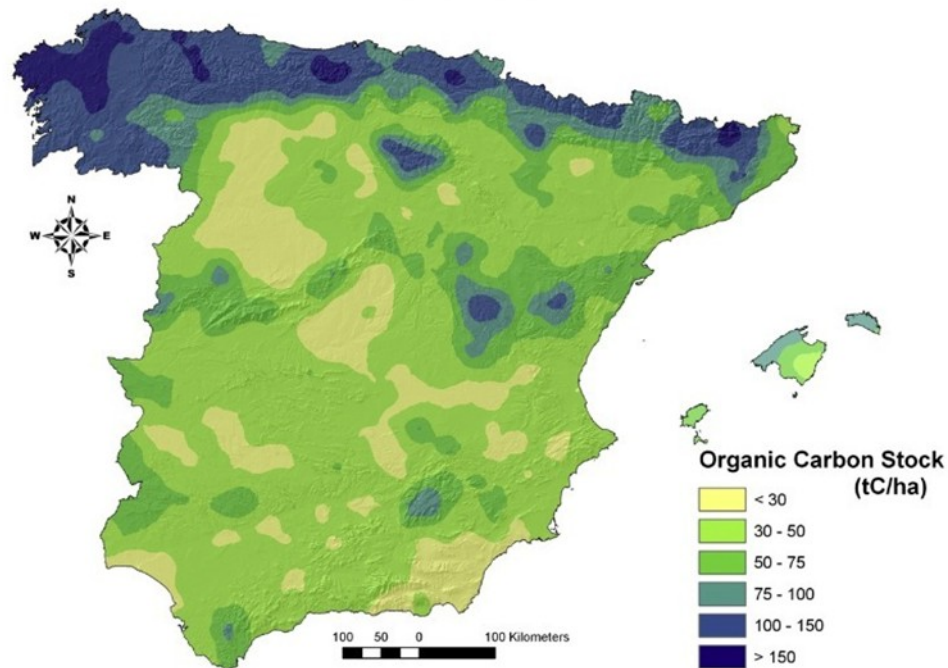 N
W E
S
Organic Carbon Stock
(tC/ha)
< 30
30 - 50
50 - 75
75 - 100
100 - 150
> 150
100 50 0 100 Kilometers